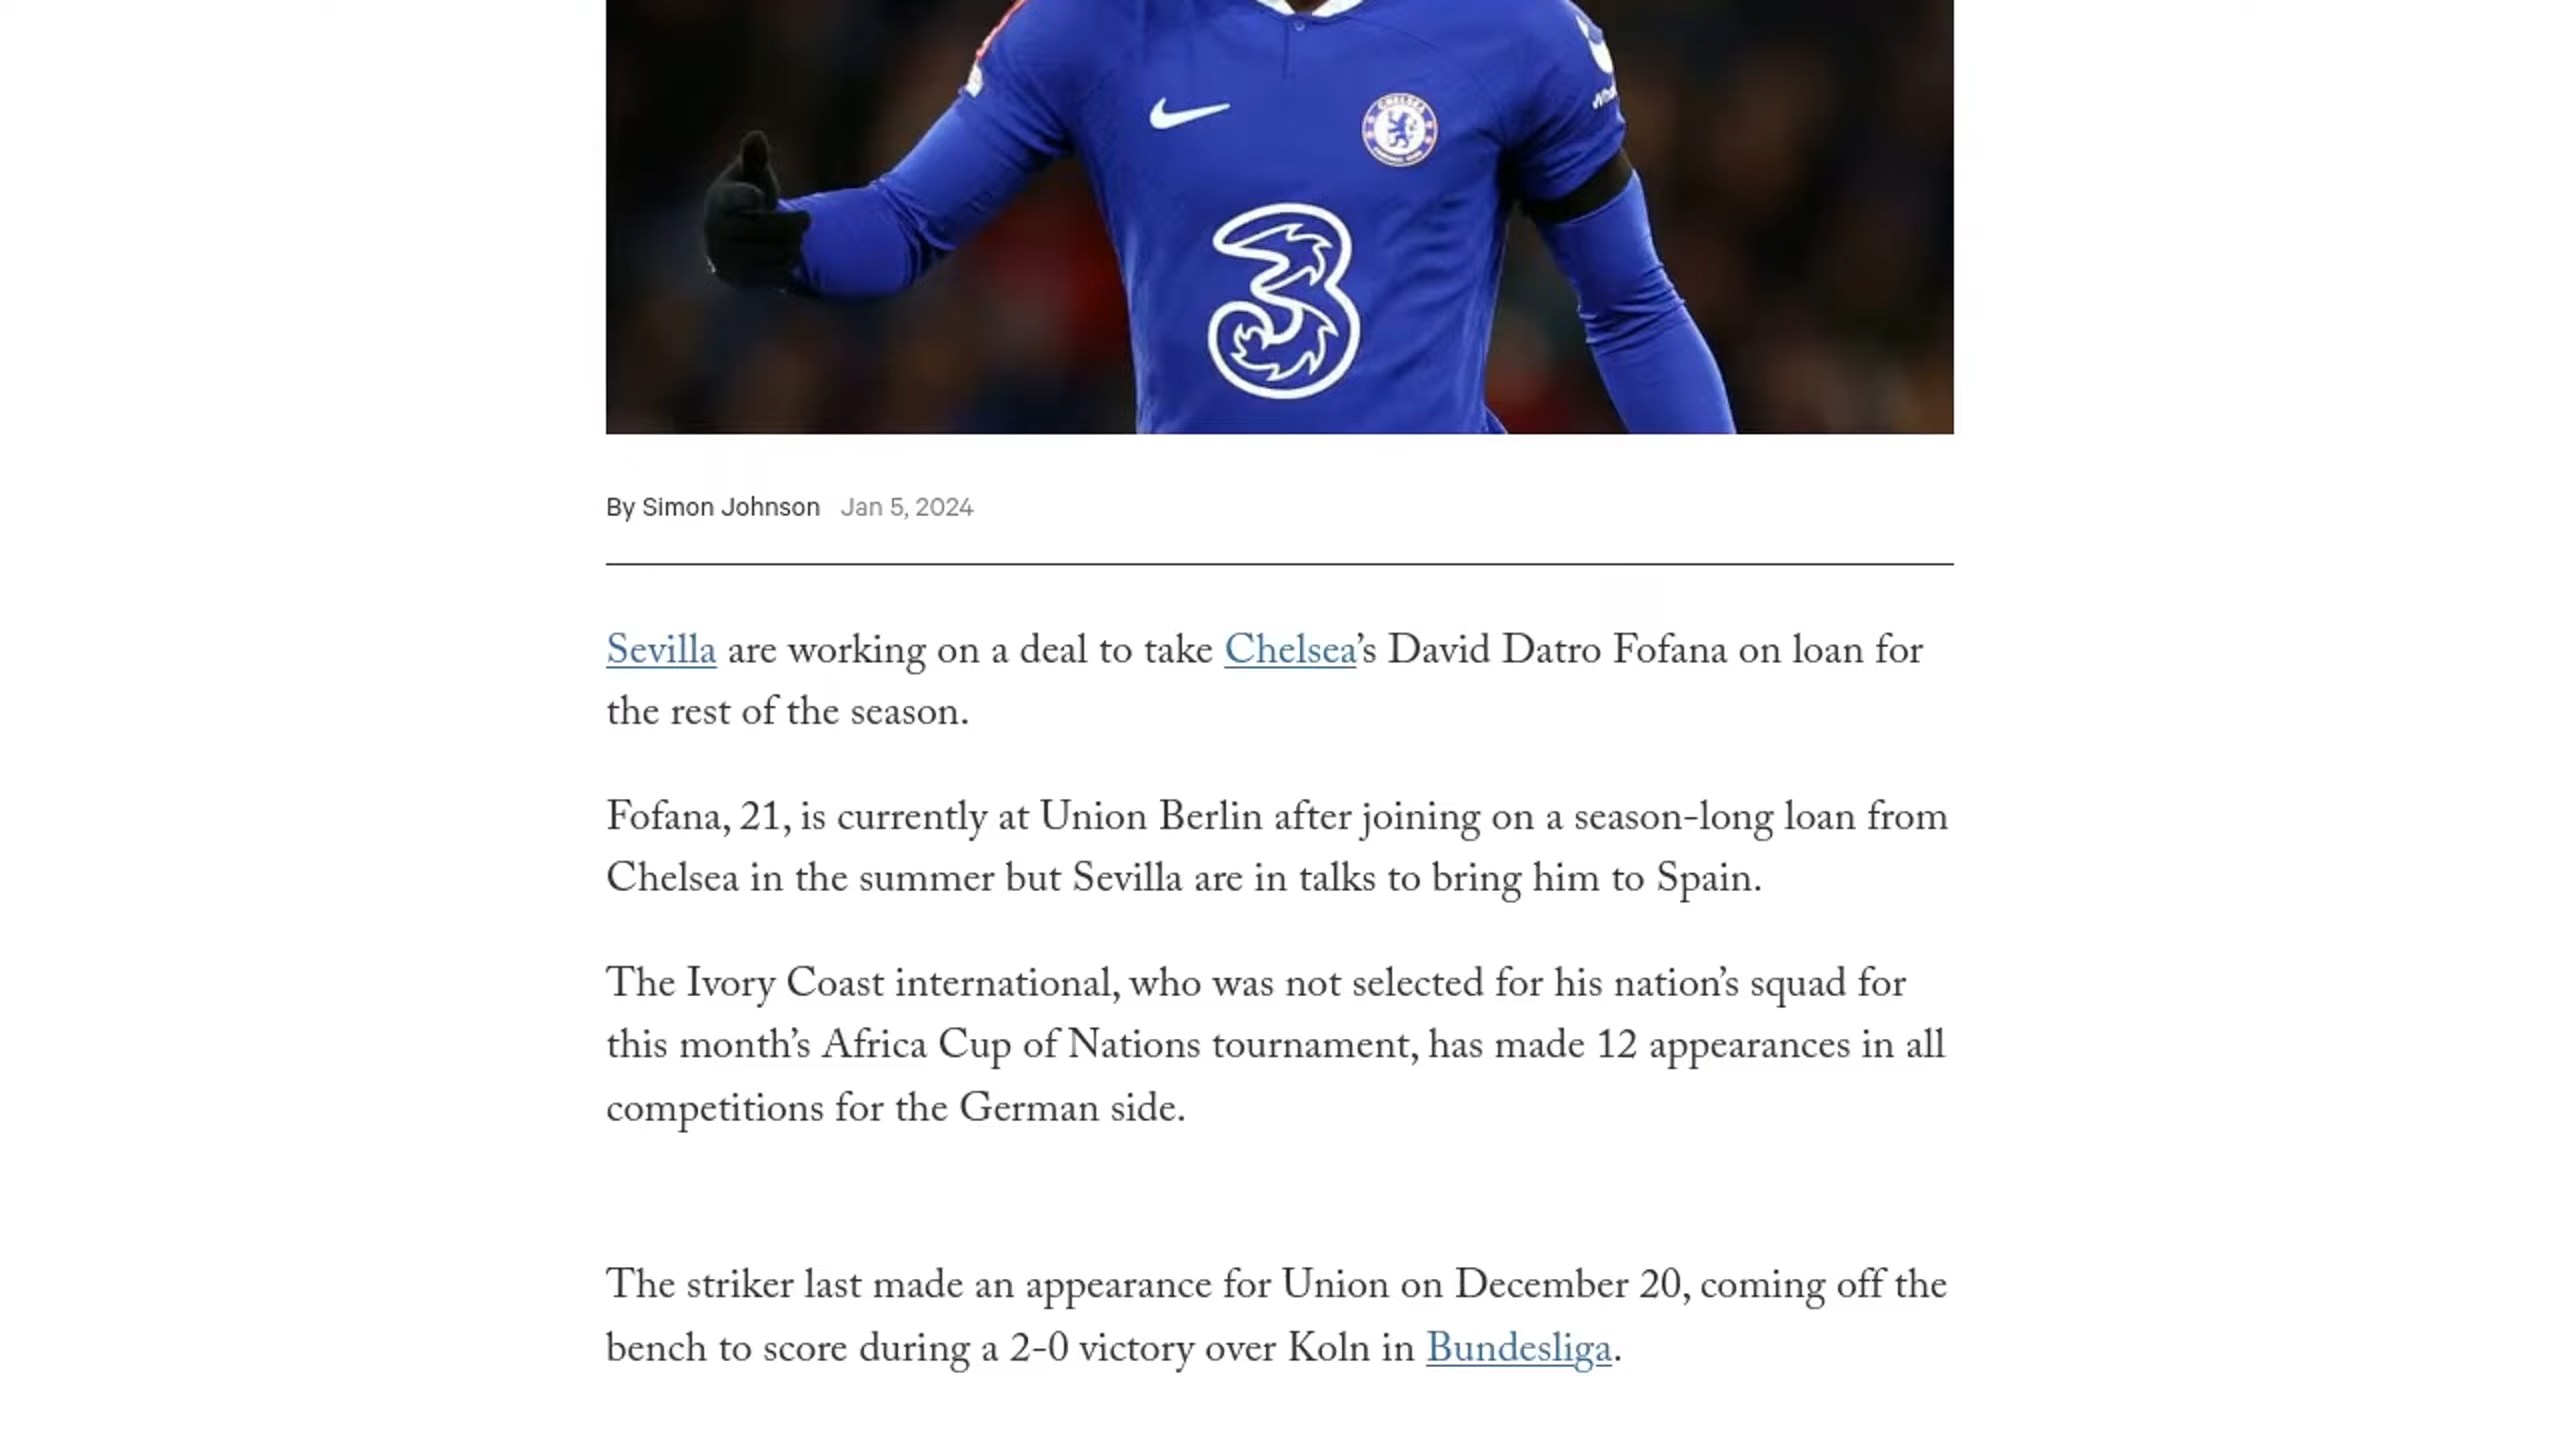 CHELSEA
3
By Simon Johnson Jan 5, 2024
Sevilla are working on a deal to take Chelsea’s David Datro Fofana on loan for
the rest of the season.
Fofana, 21, is currently at Union Berlin after joining on a season-long loan from
Chelsea in the summer but Sevilla are in talks to bring him to Spain.
The Ivory Coast international, who was not selected for his nation’s squad for
this month’s Africa Cup of Nations tournament, has made 12 appearances in all
competitions for the German side.
The striker last made an appearance for Union on December 20, coming off the
bench to score during a 2-0 victory over Koln in Bundesliga.